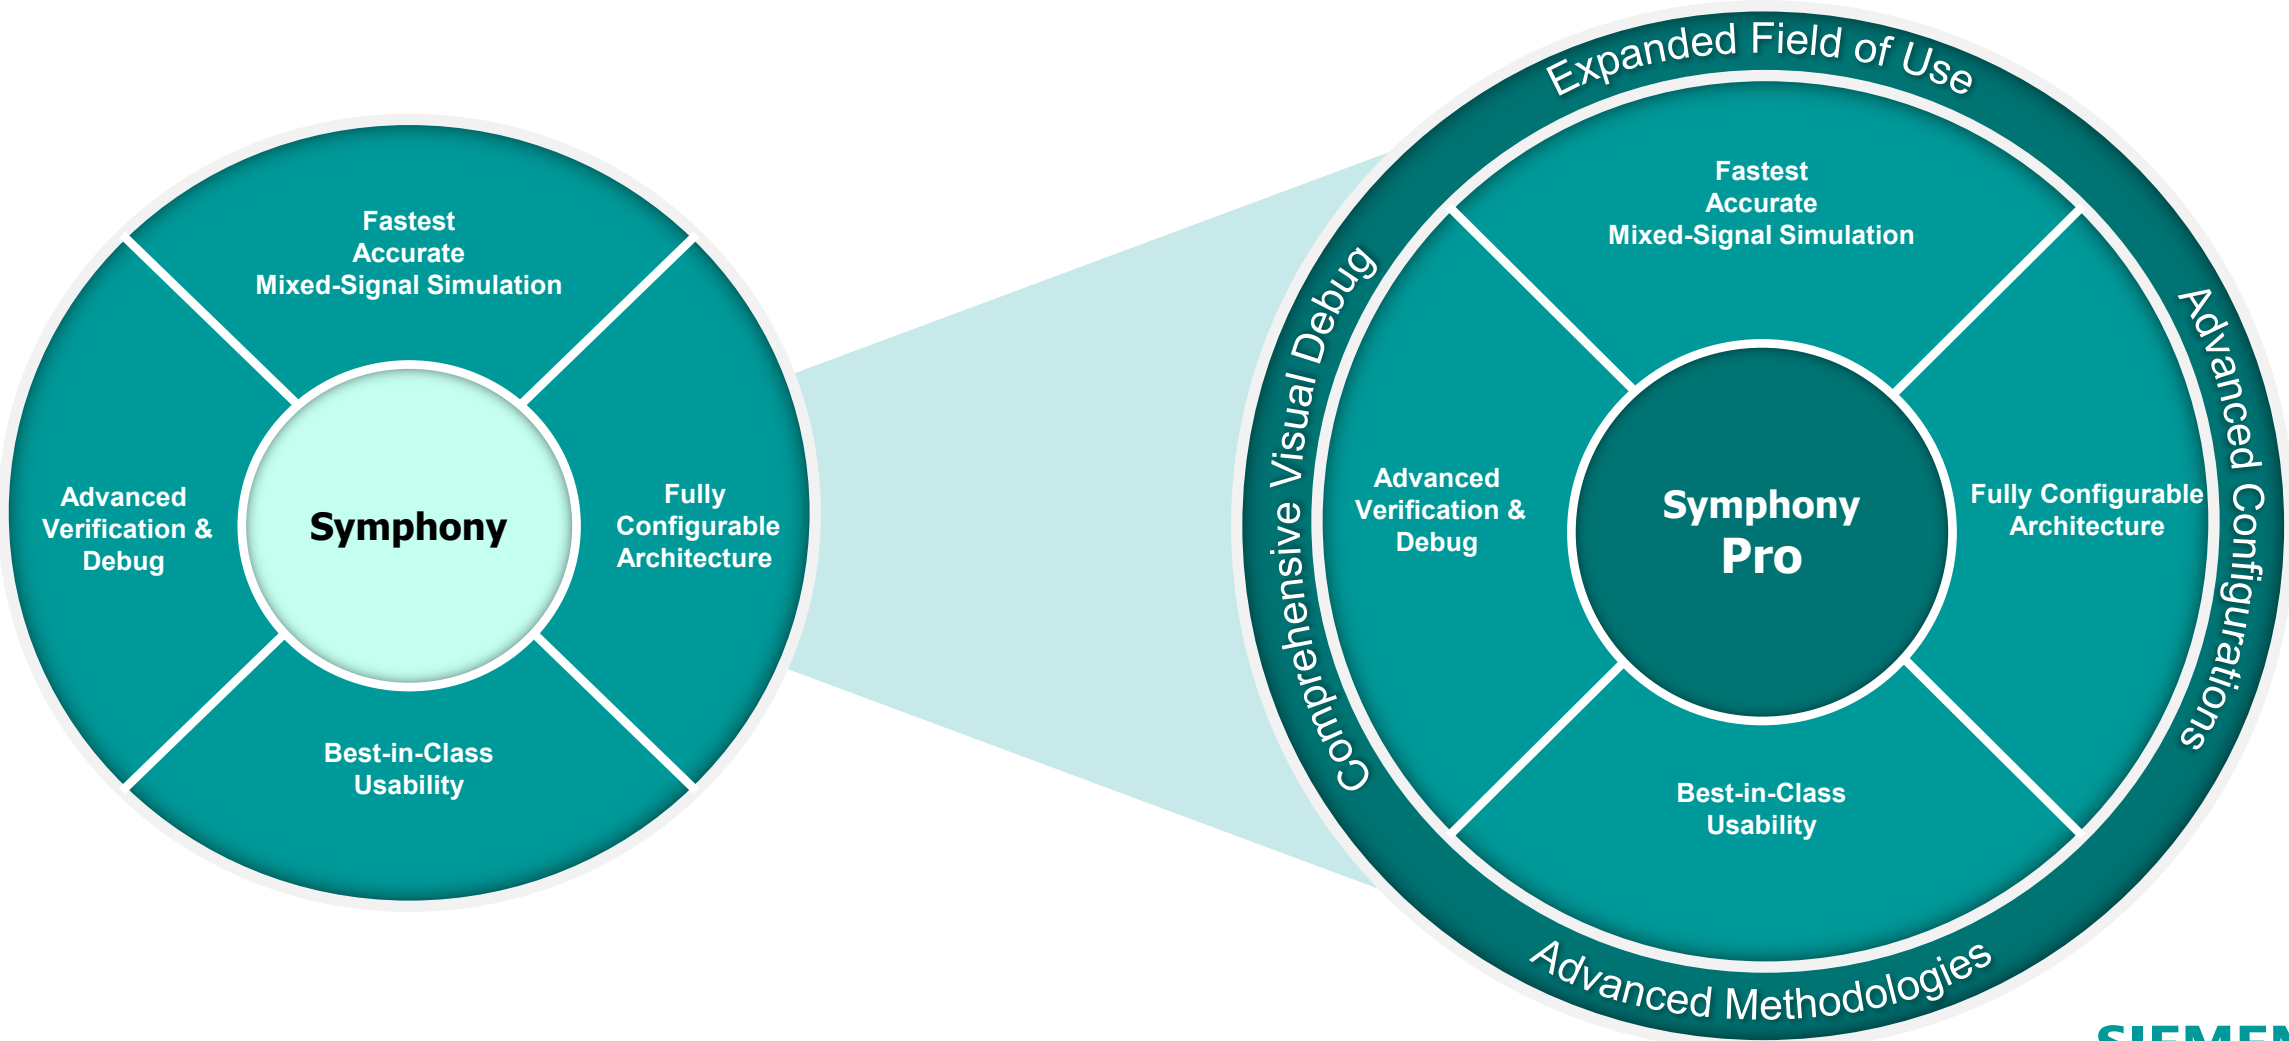 Fastest
Accurate
Mixed-Signal Simulation
Advanced
Verification &
Debug
Symphony
Fully
Configurable
Architecture
Best-in-Class
Usability
Expanded Field of Use
Comprehensive Visual Debug
Advanced Configurations
Advanced Methodologies
Fastest
Accurate
Mixed-Signal Simulation
Advanced
Verification &
Debug
Symphony
Pro
Fully Configurable
Architecture
Best-in-Class
Usability